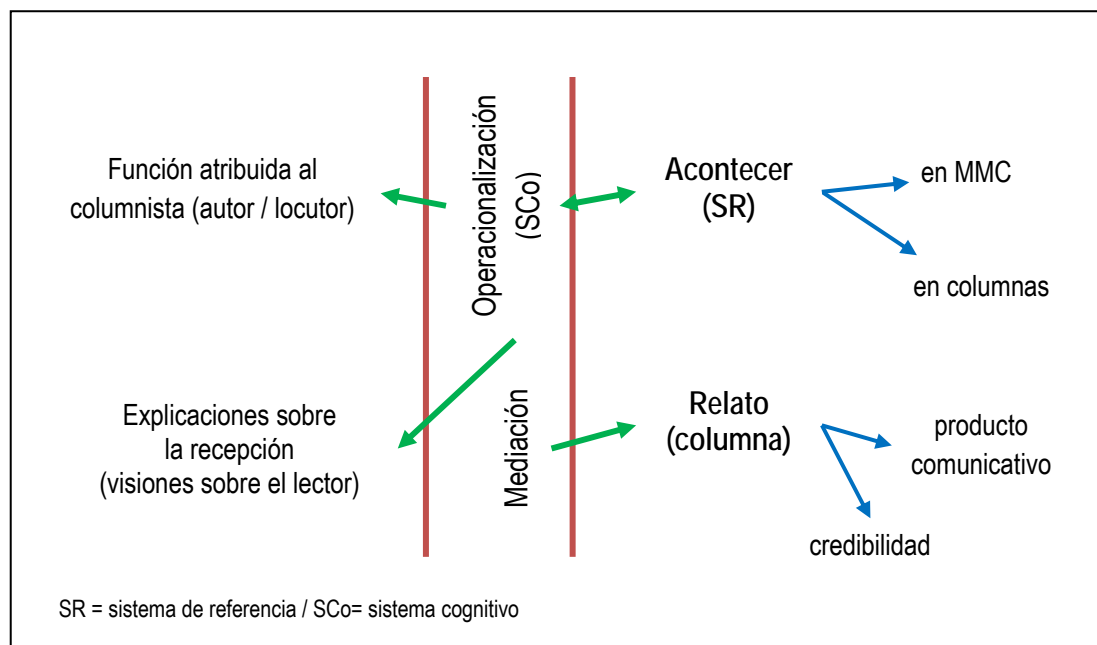 Función atribuida al
columnista (autor / locutor)
Operacionalización
(SCo)
Acontecer
(SR)
en MMC
en columnas
Explicaciones sobre
la recepción
(visiones sobre el lector)
Mediación
Relato
(columna)
producto
comunicativo
credibilidad
SR = sistema de referencia / SCo= sistema cognitivo